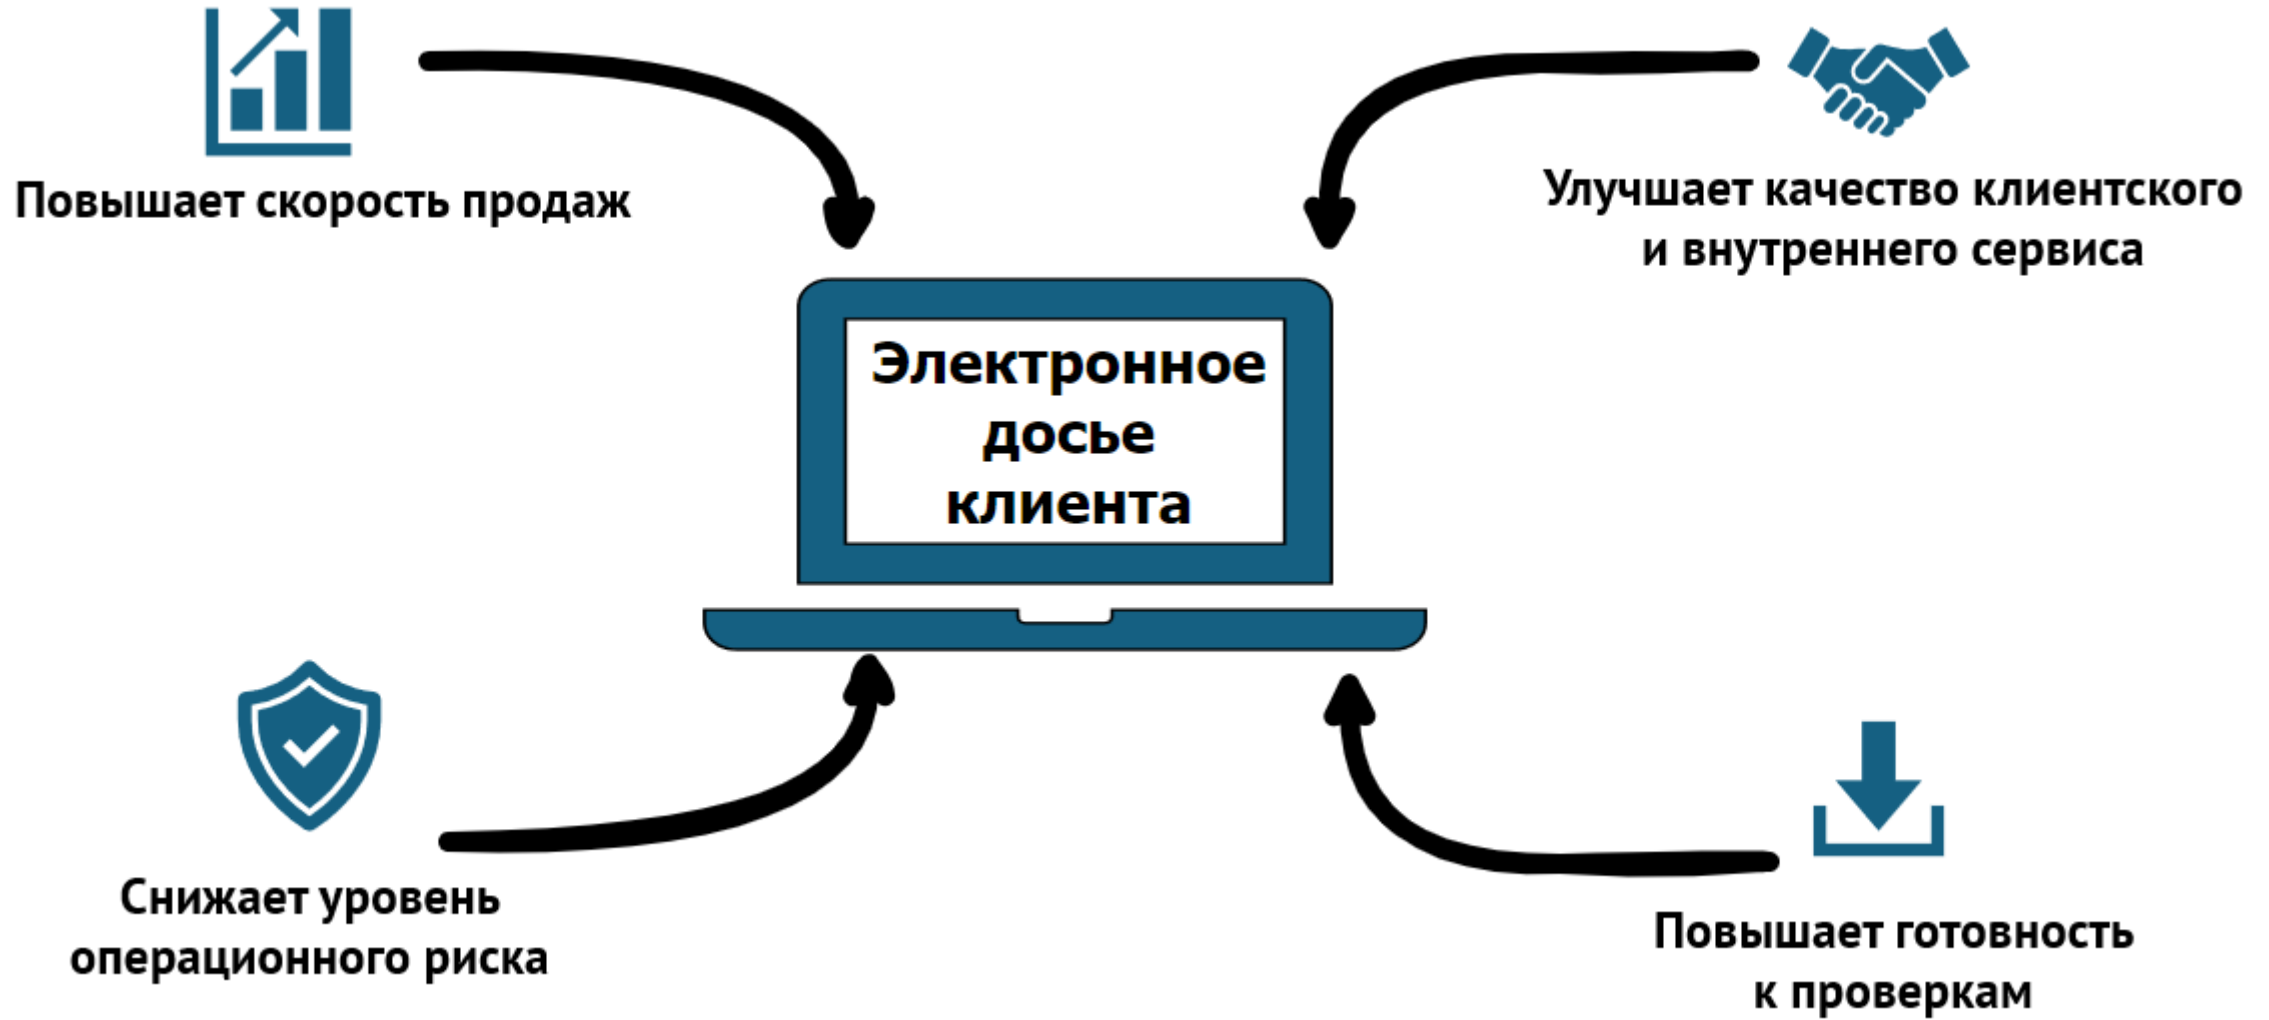 Повышает скорость продаж
Улучшает качество клиентского
и внутреннего сервиса
Электронное
досье
клиента
Снижает уровень
операционного риска
Повышает готовность
к проверкам